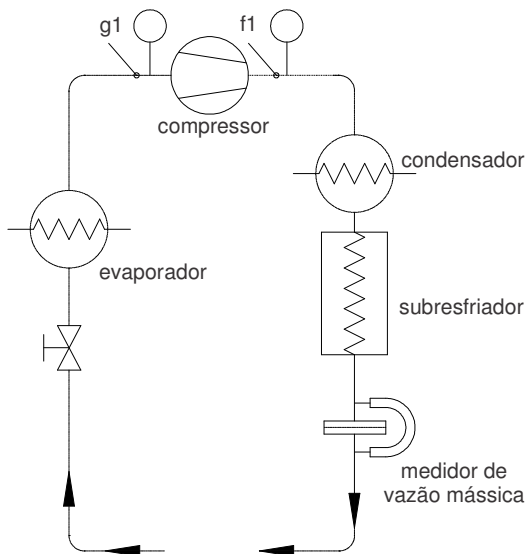 g1
f1
compressor
condensador
evaporador
subresfriador
medidor de
vazão mássica